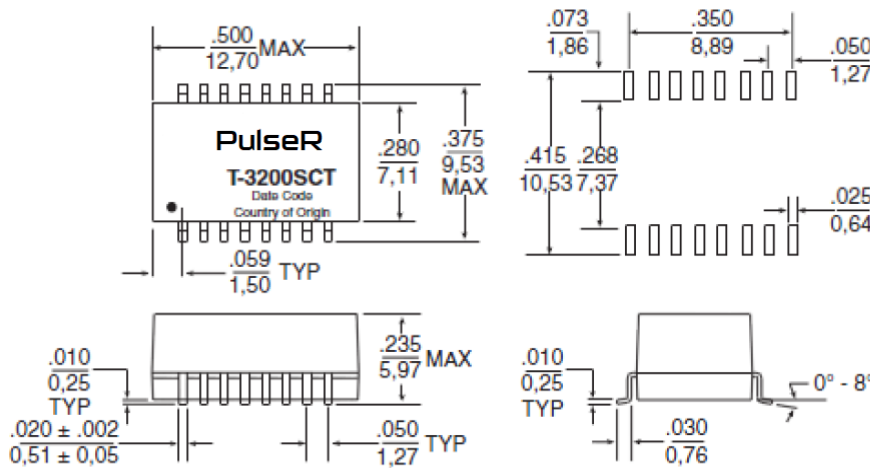 .500
12,70
MAX
PulseR
T-3200SCT
Date Code
Country of Origin
.280
7,11
.375
9,53
MAX
.059
1,50
TYP
.073
1,86
.350
8,89
.050
1,27
.415
10,53
.268
7,37
.025
0,64
.010
0,25
TYP
.020 ± .002
0,51 ± 0,05
.235
5,97
MAX
.050
1,27
TYP
.010
0,25
TYP
0° - 8°
.030
0,76